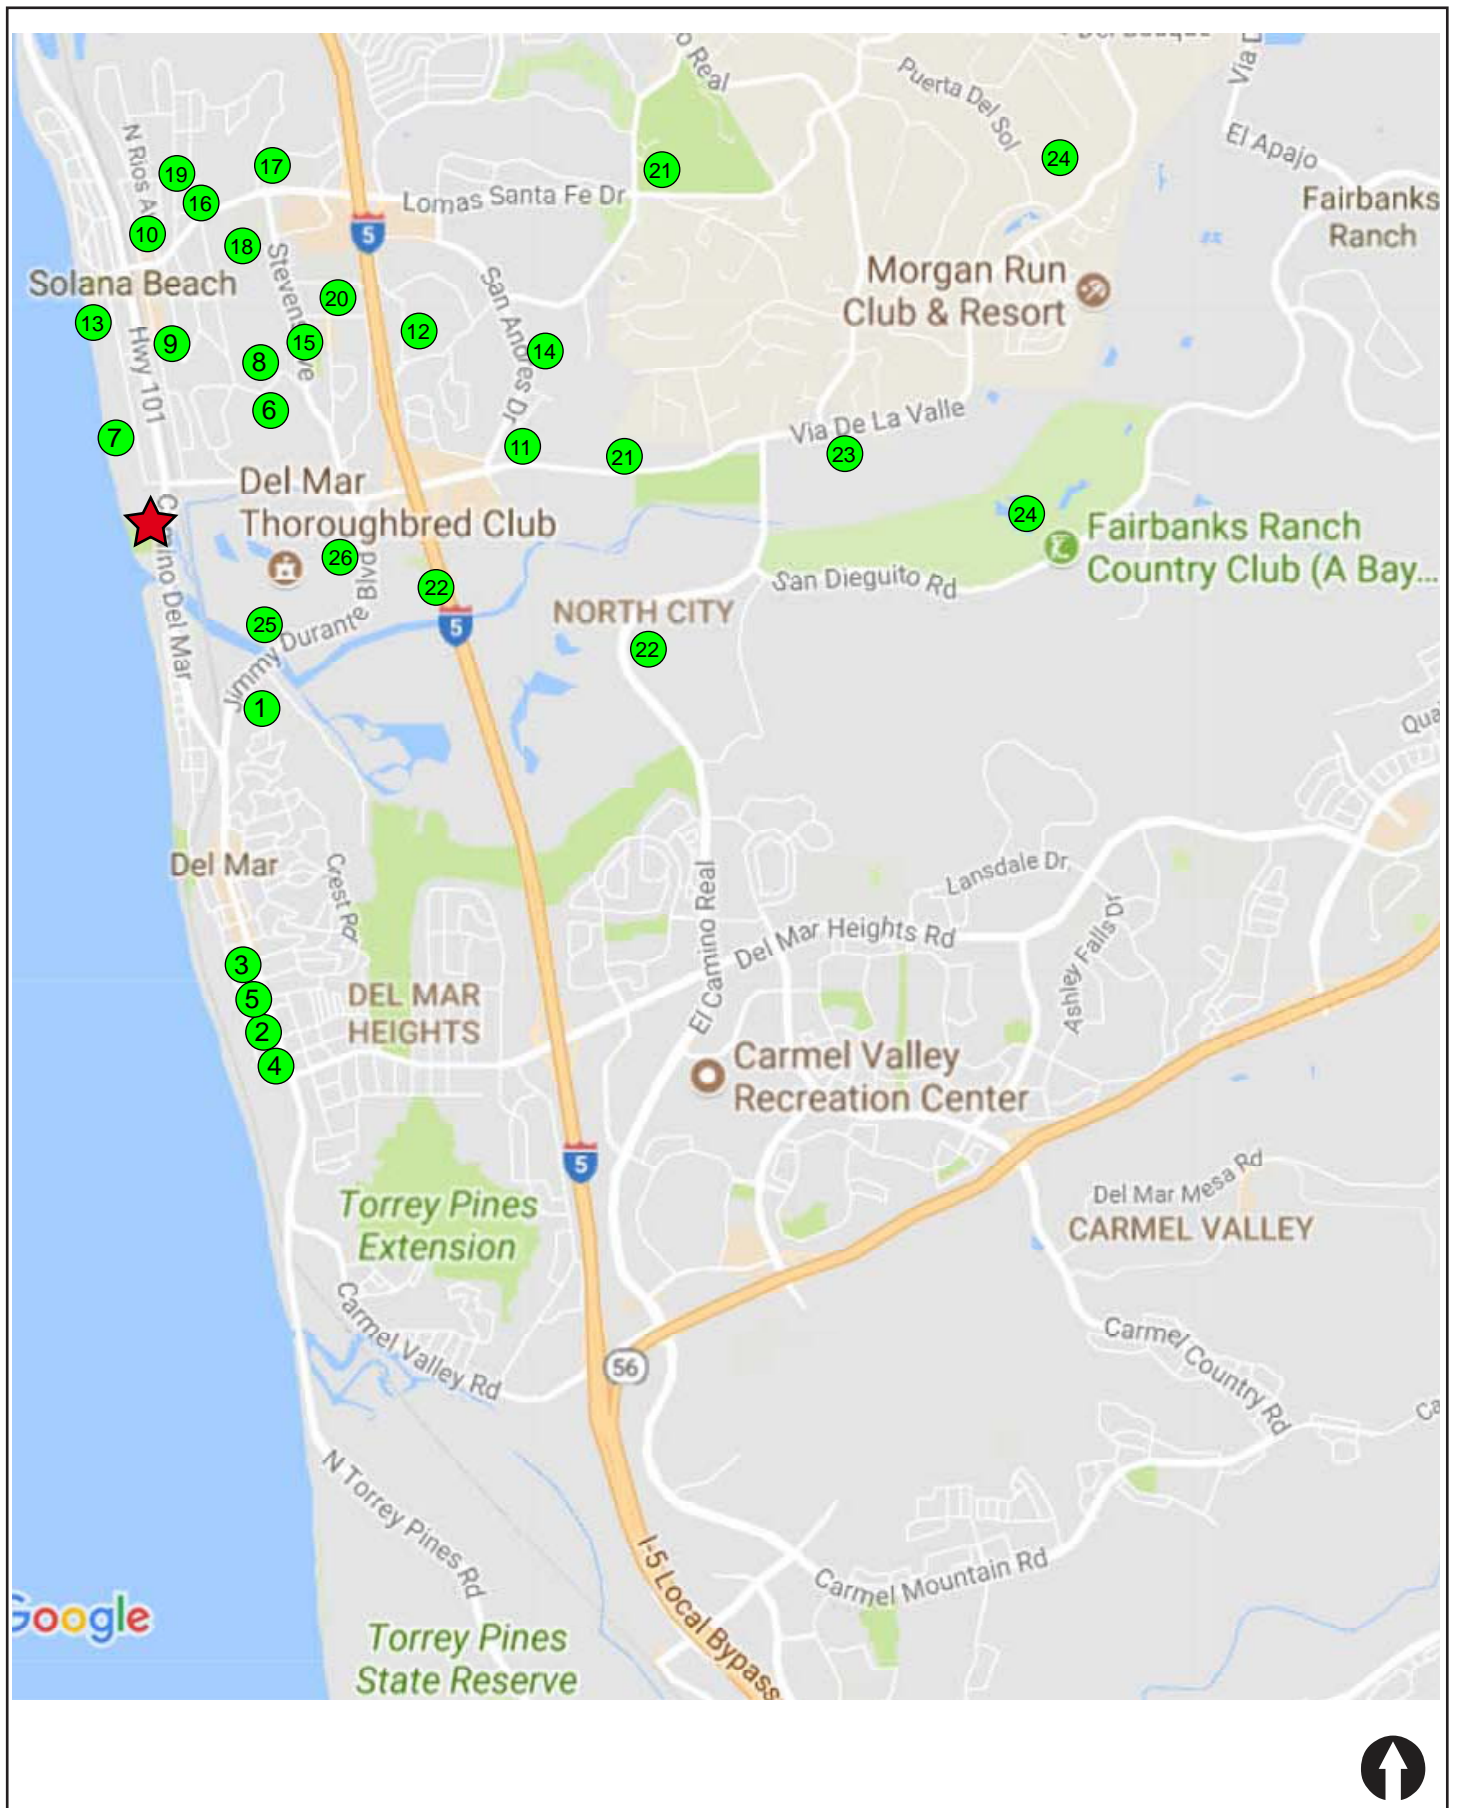 o Real
Puerta Del Sol
Via D
El Apajo
N Rios A
19
17
21
24
16
Lomas Santa Fe Dr
Fairbanks
Ranch
10
18
5
Solana Beach
Stevens Ave
San Andres Dr
Morgan Run
Club & Resort
20
13
9
Hwy 101
15
12
14
8
6
7
11
21
Via De La Valle
23
Del Mar
Thoroughbred Club
Camino Del Mar
24
Fairbanks Ranch
Country Club (A Bay...
26
22
San Dieguito Rd
5
NORTH CITY
25
Jimmy Durante Blvd
22
1
Qua
Del Mar
Crest Rd
Lansdale Dr
El Camino Real
Del Mar Heights Rd
Ashley Falls Dr
3
5
2
4
DEL MAR
HEIGHTS
Carmel Valley
Recreation Center
5
Torrey Pines
Extension
Del Mar Mesa Rd
CARMEL VALLEY
Carmel Valley Rd
56
Carmel Country Rd
Ca
N Torrey Pines Rd
I-5 Local Bypass
Carmel Mountain Rd
Google
Torrey Pines
State Reserve